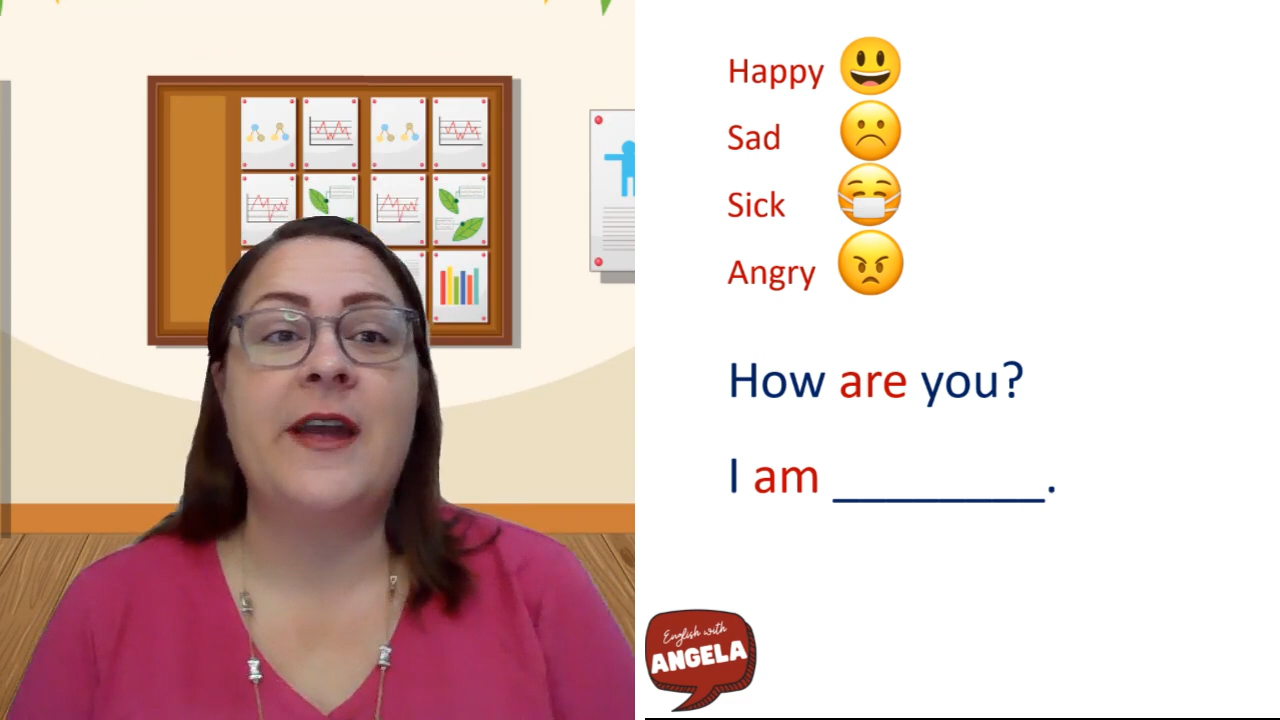 Happy
Sad
Sick
Angry
How are you?
I am ________.
English with
ANGELA